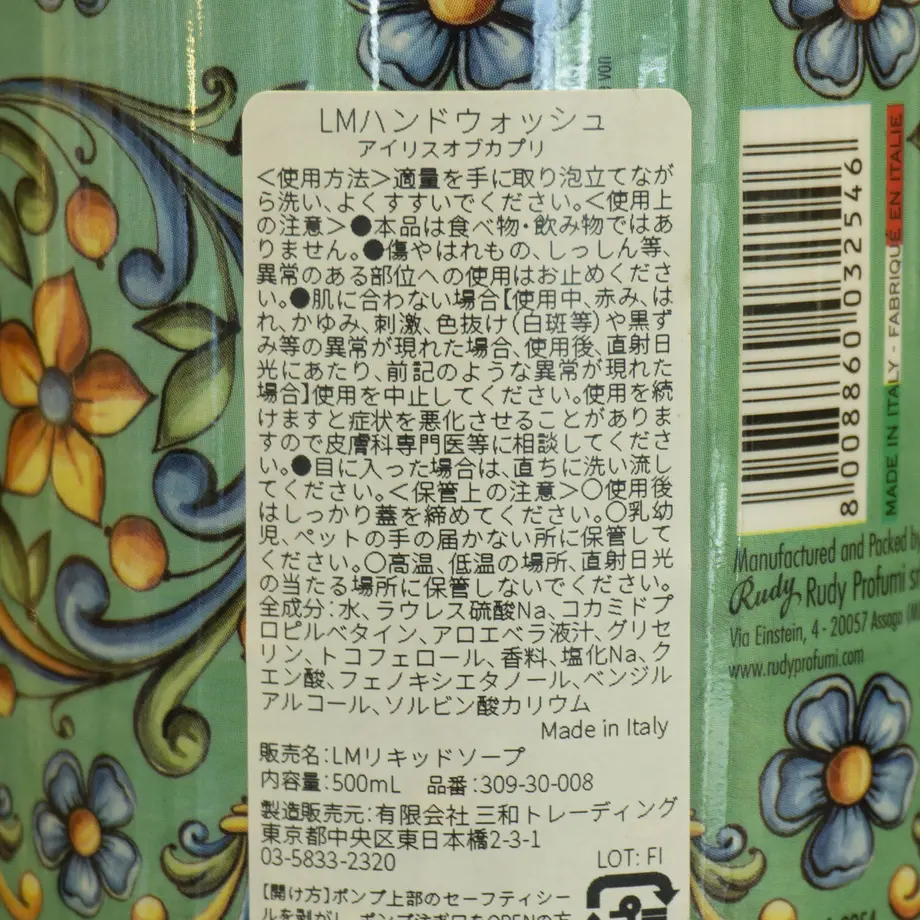 LMハンドウォッシュ
アイリスオブカプリ
＜使用方法＞適量を手に取り泡立てなが
ら洗い、よくすすいでください。＜使用上
の注意＞●本品は食べ物・飲み物ではあ
りません。●傷やはれもの、しっしん等、
異常のある部位への使用はお止めくださ
い。●肌に合わない場合【使用中、赤み、は
れ、かゆみ、刺激、色抜け（白斑等）や黒ず
み等の異常が現れた場合、使用後、直射日
光にあたり、前記のような異常が現れた
場合】使用を中止してください。使用を続
けますと症状を悪化させることがありま
すので皮膚科専門医等に相談してくださ
い。●目に入った場合は、直ちに洗い流し
てください。＜保管上の注意＞○使用後
はしっかり蓋を締めてください。○乳幼
児、ペットの手の届かない所に保管して
ください。○高温、低温の場所、直射日光
の当たる場所に保管しないでください。
全成分：水、ラウレス硫酸Na、コカミドプ
ロピルベタイン、アロエベラ液汁、グリセ
リン、トコフェロール、香料、塩化Na、ク
エン酸、フェノキシエタノール、ベンジル
アルコール、ソルビン酸カリウム
Made in Italy
販売名：LMリキッドソープ
内容量：500mL 品番：309-30-008
製造販売元：有限会社 三和トレーディング
東京都中央区東日本橋2-3-1
03-5833-2320 LOT: FI
【開け方】ポンプ上部のセーフティシー
ルを剥がし、ポンプ注ぎ口をOPENの方
von
8008860032546
MADE IN ITALY - FABRIQUÉ EN ITALIE
Manufactured and Packed by
Rudy Rudy Profumi
Via Einstein, 4 - 20057 Assago
www.rudyprofumi.com